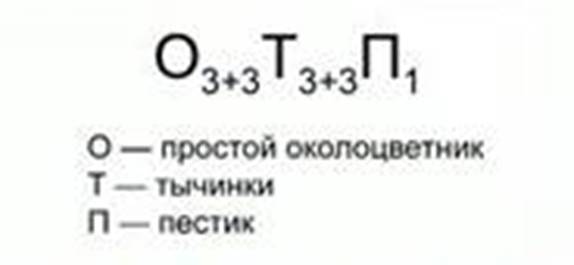 О₃₊₃Т₃₊₃П₁
О — простой околоцветник
Т — тычинки
П — пестик